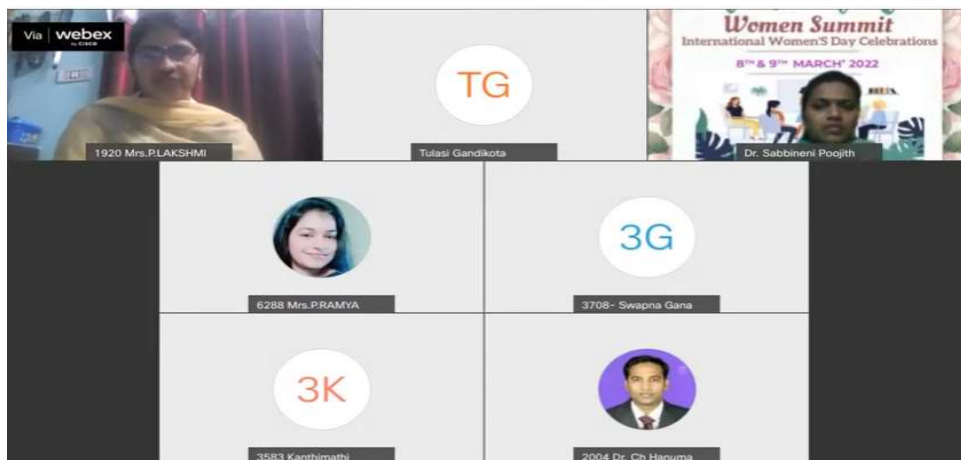 Via webex
by CISCO
1920 Mrs.P.LAKSHMI
TG
Tulasi Gandikota
Women Summit
International Women'S Day Celebrations
8TH & 9TH MARCH' 2022
Dr. Sabbineni Poojith
6288 Mrs.P.RAMYA
3G
3708- Swapna Gana
3K
3583 Kanthimathi
2004 Dr. Ch Hanuma